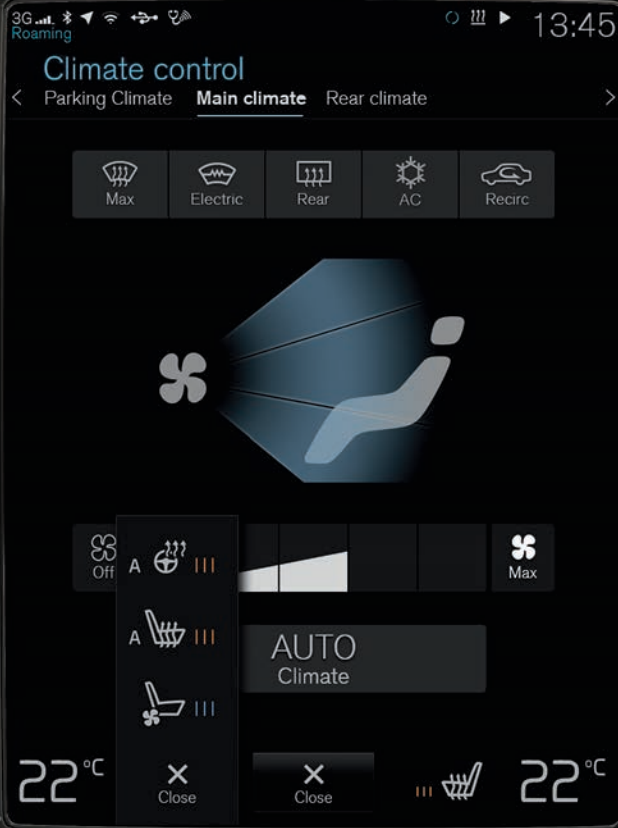 3G
13:45
Roaming
Climate control
Parking Climate Main climate Rear climate
Max Electric Rear AC Recirc
Off
A
Max
A
AUTO
Climate
22°C
Close
Close
22°C